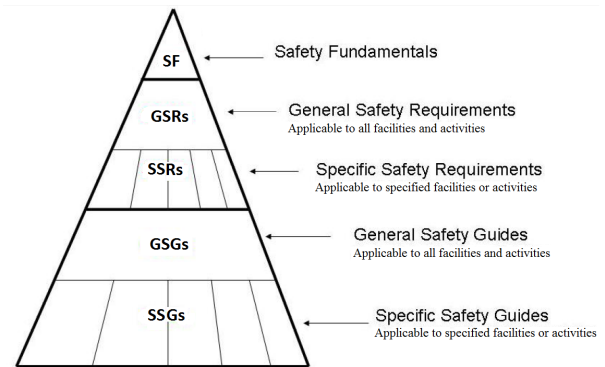 SF
Safety Fundamentals
GSRs
General Safety Requirements
Applicable to all facilities and activities
SSRs
Specific Safety Requirements
Applicable to specified facilities or activities
GSGs
General Safety Guides
Applicable to all facilities and activities
SSGs
Specific Safety Guides
Applicable to specified facilities or activities